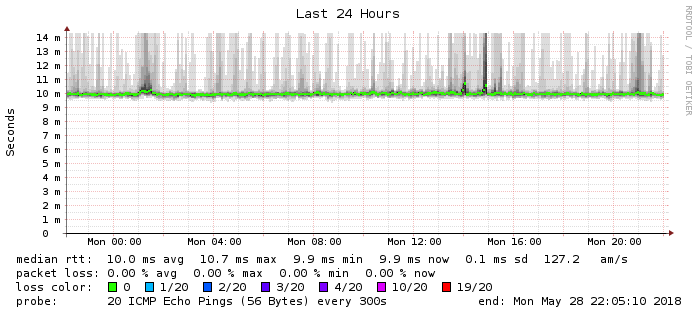 Last 24 Hours
RRDTOOL / TOBI OETIKER
Seconds
14 m
13 m
12 m
11 m
10 m
9 m
8 m
7 m
6 m
5 m
4 m
3 m
2 m
1 m
0
Mon 00:00 Mon 04:00 Mon 08:00 Mon 12:00 Mon 16:00 Mon 20:00
median rtt: 10.0 ms avg 10.7 ms max 9.9 ms min 9.9 ms now 0.1 ms sd 127.2 am/s
packet loss: 0.00 % avg 0.00 % max 0.00 % min 0.00 % now
loss color: 0 1/20 2/20 3/20 4/20 10/20 19/20
probe: 20 ICMP Echo Pings (56 Bytes) every 300s end: Mon May 28 22:05:10 2018